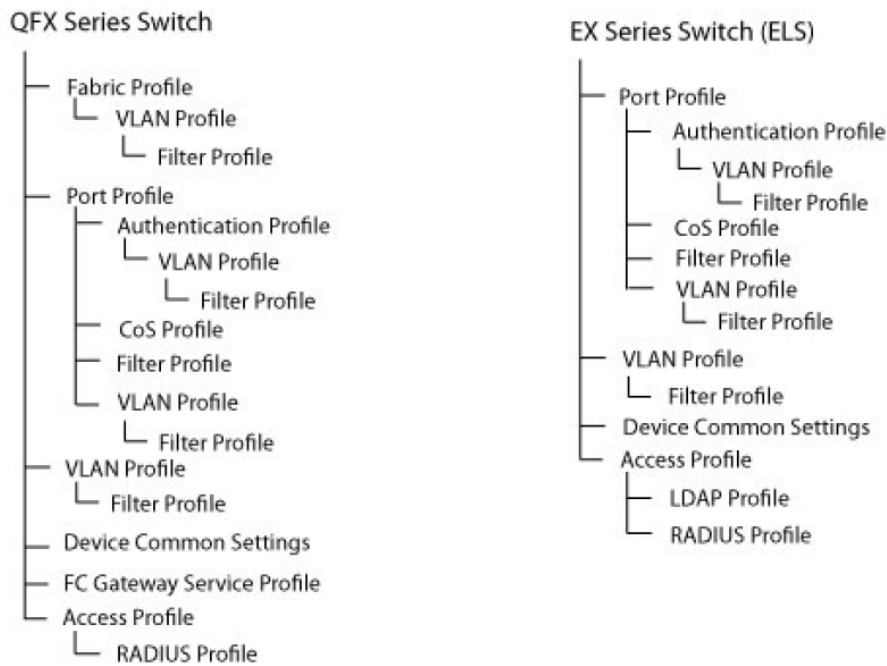 QFX Series Switch
Fabric Profile
VLAN Profile
Filter Profile
Port Profile
Authentication Profile
VLAN Profile
Filter Profile
CoS Profile
Filter Profile
VLAN Profile
Filter Profile
VLAN Profile
Filter Profile
Device Common Settings
FC Gateway Service Profile
Access Profile
RADIUS Profile
EX Series Switch (ELS)
Port Profile
Authentication Profile
VLAN Profile
Filter Profile
CoS Profile
Filter Profile
VLAN Profile
Filter Profile
VLAN Profile
Filter Profile
Device Common Settings
Access Profile
LDAP Profile
RADIUS Profile